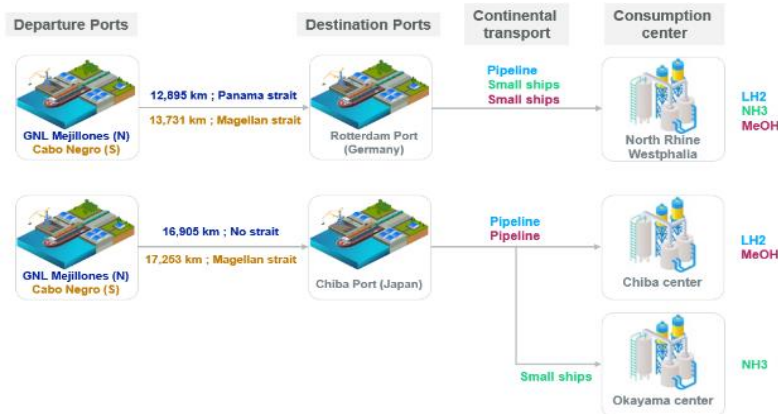 Departure Ports
Destination Ports
Continental
transport
Consumption
center
12,895 km ; Panama strait
13,731 km ; Magellan strait
GNL Mejillones (N)
Cabo Negro (S)
Rotterdam Port
(Germany)
Pipeline
Small ships
Small ships
North Rhine
Westphalia
LH2
NH3
MeOH
16,905 km ; No strait
17,253 km ; Magellan strait
GNL Mejillones (N)
Cabo Negro (S)
Chiba Port (Japan)
Pipeline
Pipeline
Chiba center
LH2
MeOH
Small ships
Okayama center
NH3